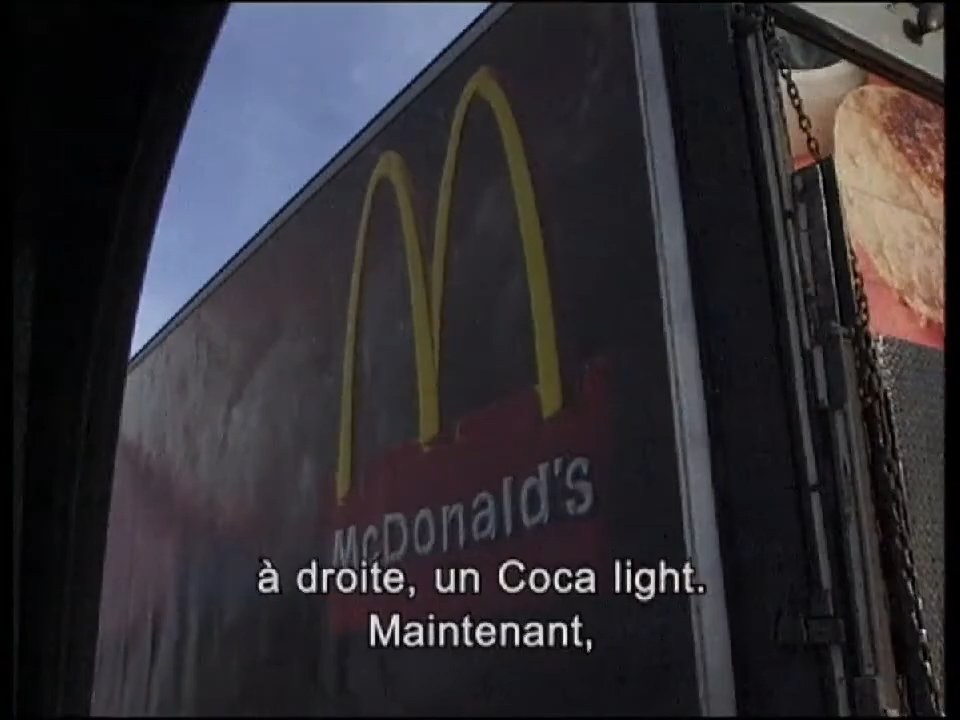 McDonald's
à droite, un Coca light.
Maintenant,